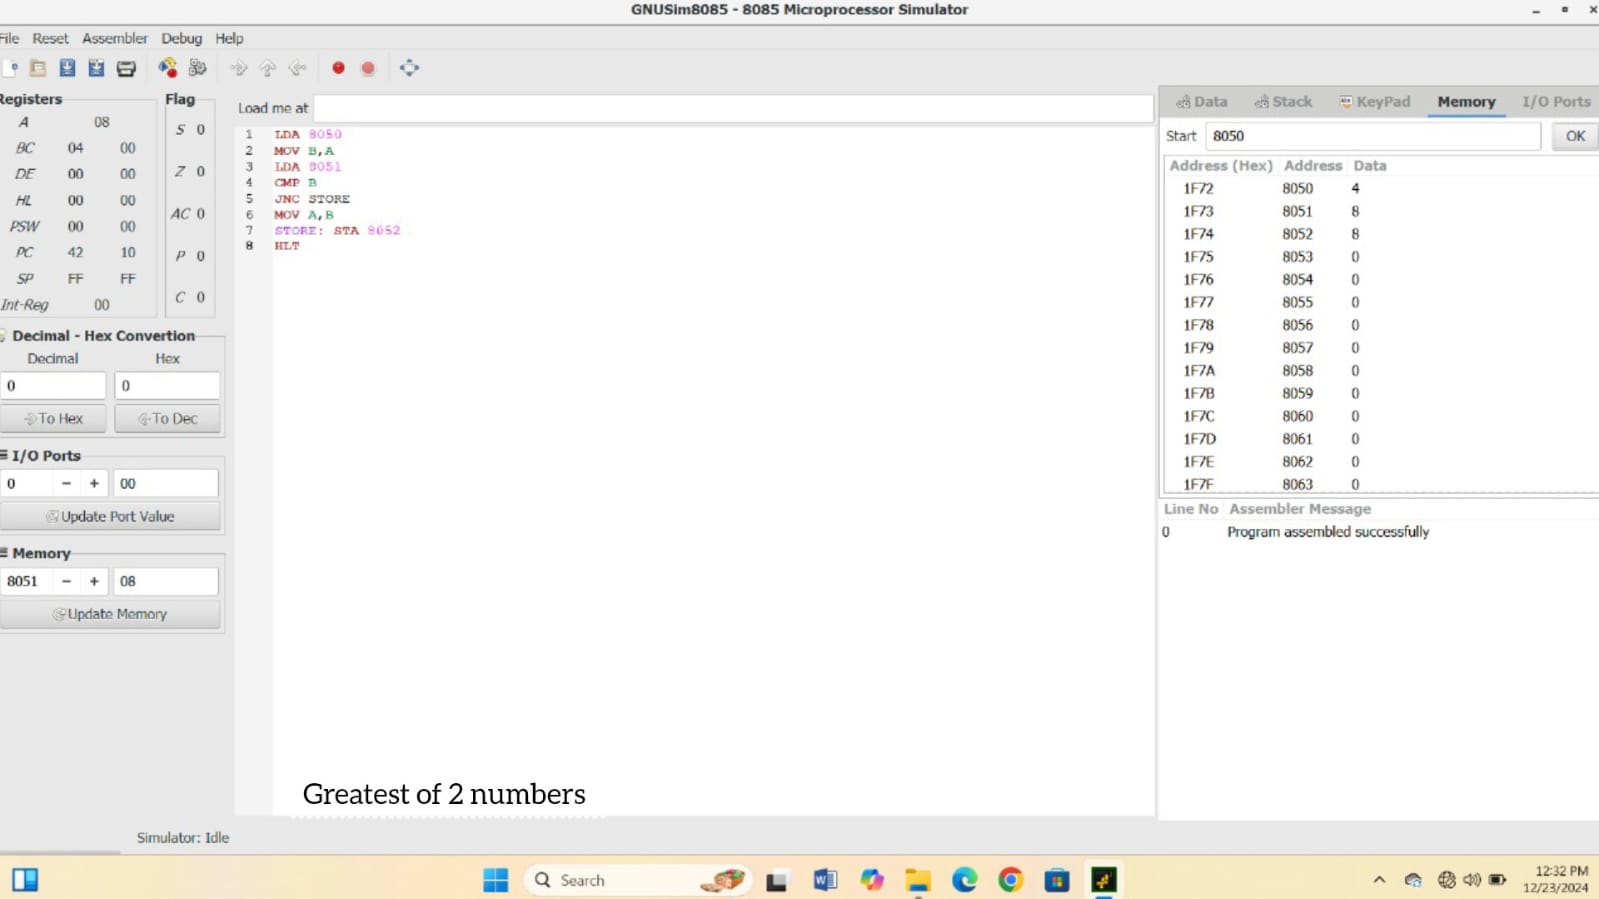 GNUSim8085 - 8085 Microprocessor Simulator
File Reset Assembler Debug Help
Registers
A 08
BC 04 00
DE 00 00
HL 00 00
PSW 00 00
PC 42 10
SP FF FF
Int-Reg 00
Flag
S 0
Z 0
AC 0
P 0
C 0
Decimal - Hex Convertion
Decimal Hex
0 0
To Hex To Dec
I/O Ports
0 - + 00
Update Port Value
Memory
8051 - + 08
Update Memory
Load me at
1 LDA 8050
2 MOV B,A
3 LDA 8051
4 CMP B
5 JNC STORE
6 MOV A,B
7 STORE: STA 8052
8 HLT
Greatest of 2 numbers
Data Stack KeyPad Memory I/O Ports
Start 8050 OK
Address (Hex) Address Data
1F72 8050 4
1F73 8051 8
1F74 8052 8
1F75 8053 0
1F76 8054 0
1F77 8055 0
1F78 8056 0
1F79 8057 0
1F7A 8058 0
1F7B 8059 0
1F7C 8060 0
1F7D 8061 0
1F7E 8062 0
1F7F 8063 0
Line No Assembler Message
0 Program assembled successfully
Simulator: Idle
Search
12:32 PM
12/23/2024